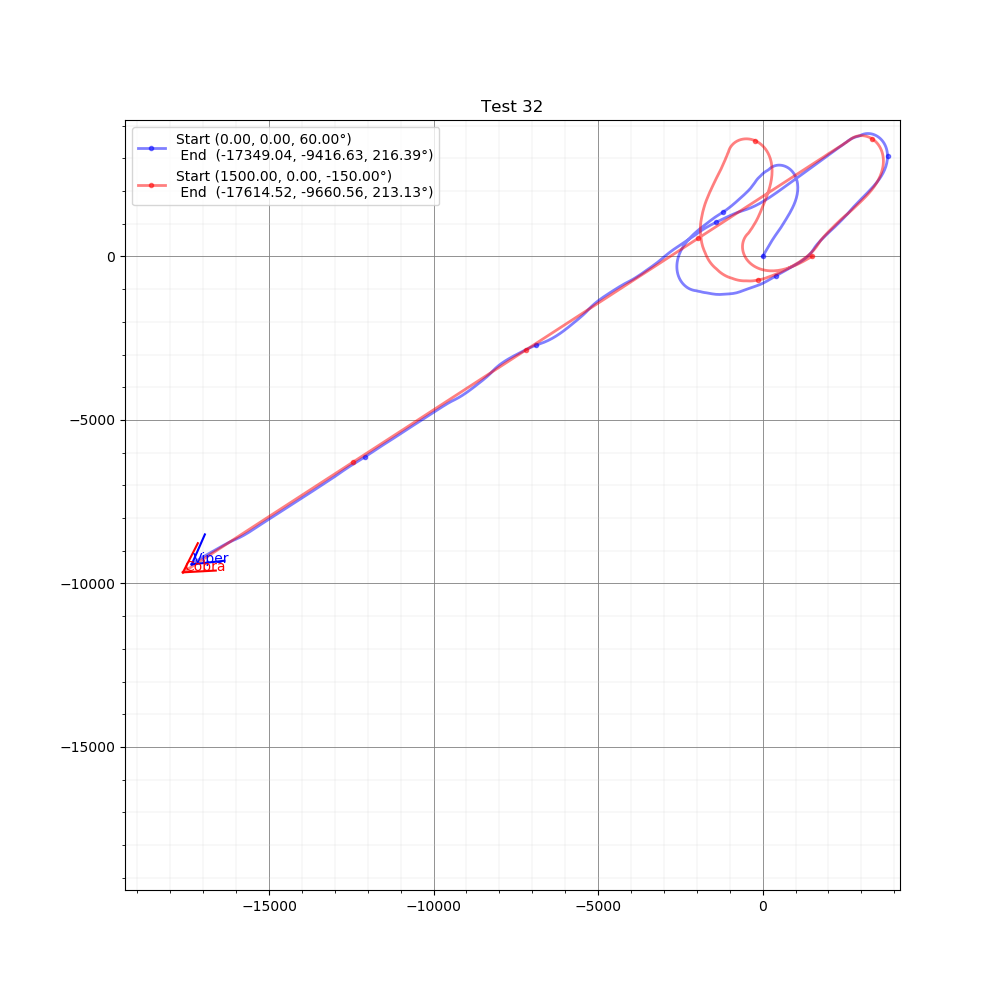 Test 32
Start (0.00, 0.00, 60.00°)
End (-17349.04, -9416.63, 216.39°)
Start (1500.00, 0.00, -150.00°)
End (-17614.52, -9660.56, 213.13°)
0
−5000
−10000
−15000
Viper
Cobra
−15000
−10000
−5000
0